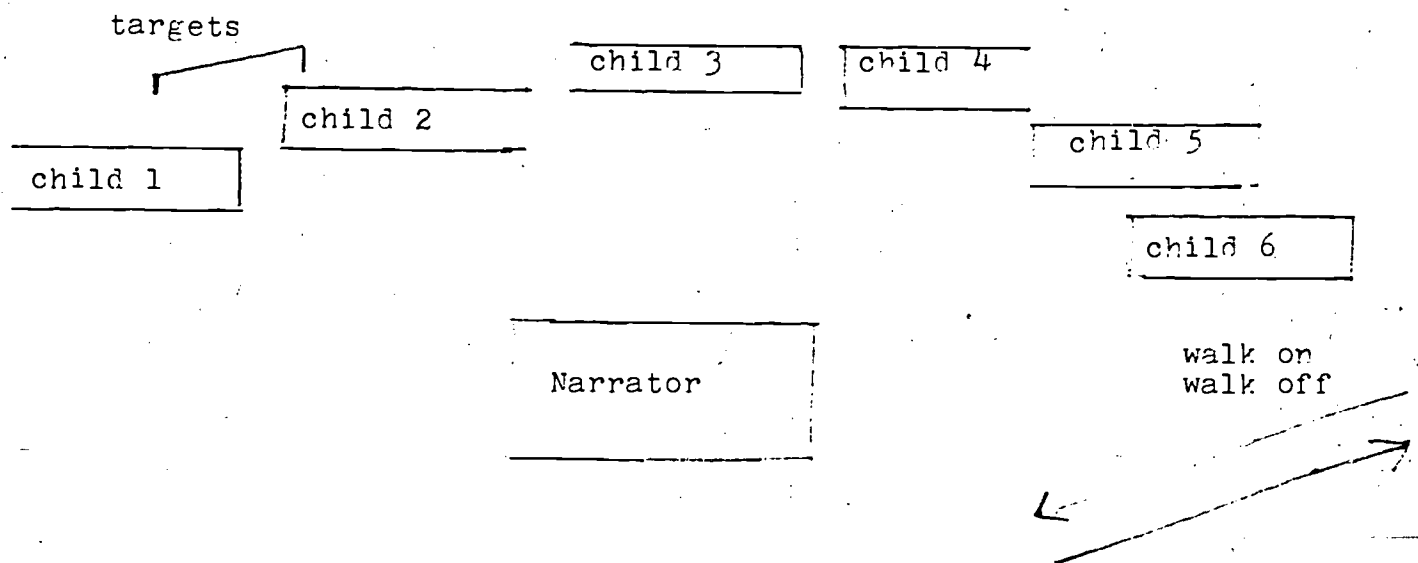 targets
child 3
child 4
child 2
child 5
child 1
child 6
Narrator
walk on
walk off